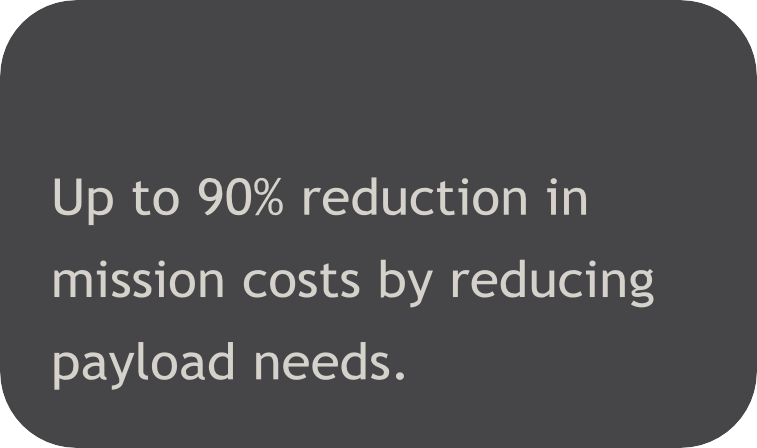 Up to 90% reduction in
mission costs by reducing
payload needs.